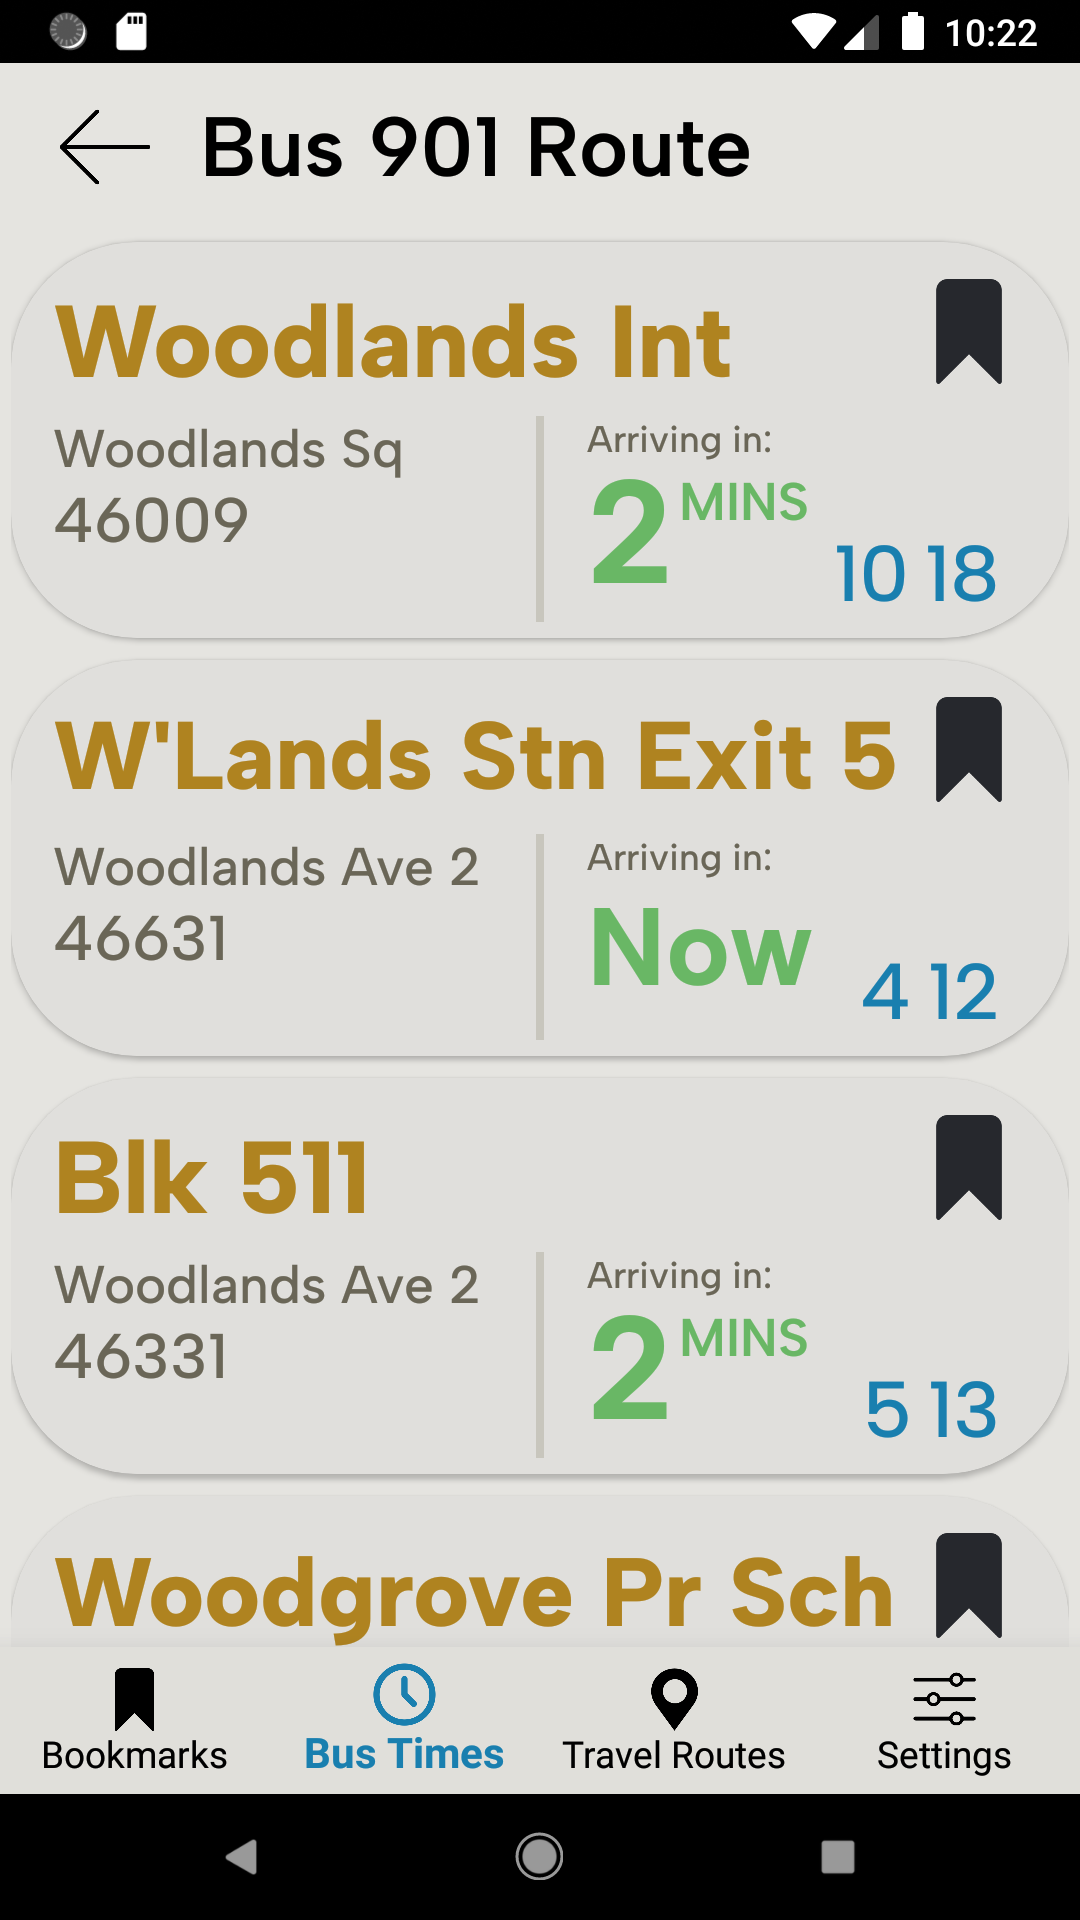 10:22
Bus 901 Route
Woodlands Int
Woodlands Sq
46009
Arriving in:
2 MINS
10 18
W'Lands Stn Exit 5
Woodlands Ave 2
46631
Arriving in:
Now
4 12
Blk 511
Woodlands Ave 2
46331
Arriving in:
2 MINS
5 13
Woodgrove Pr Sch
Bookmarks
Bus Times
Travel Routes
Settings